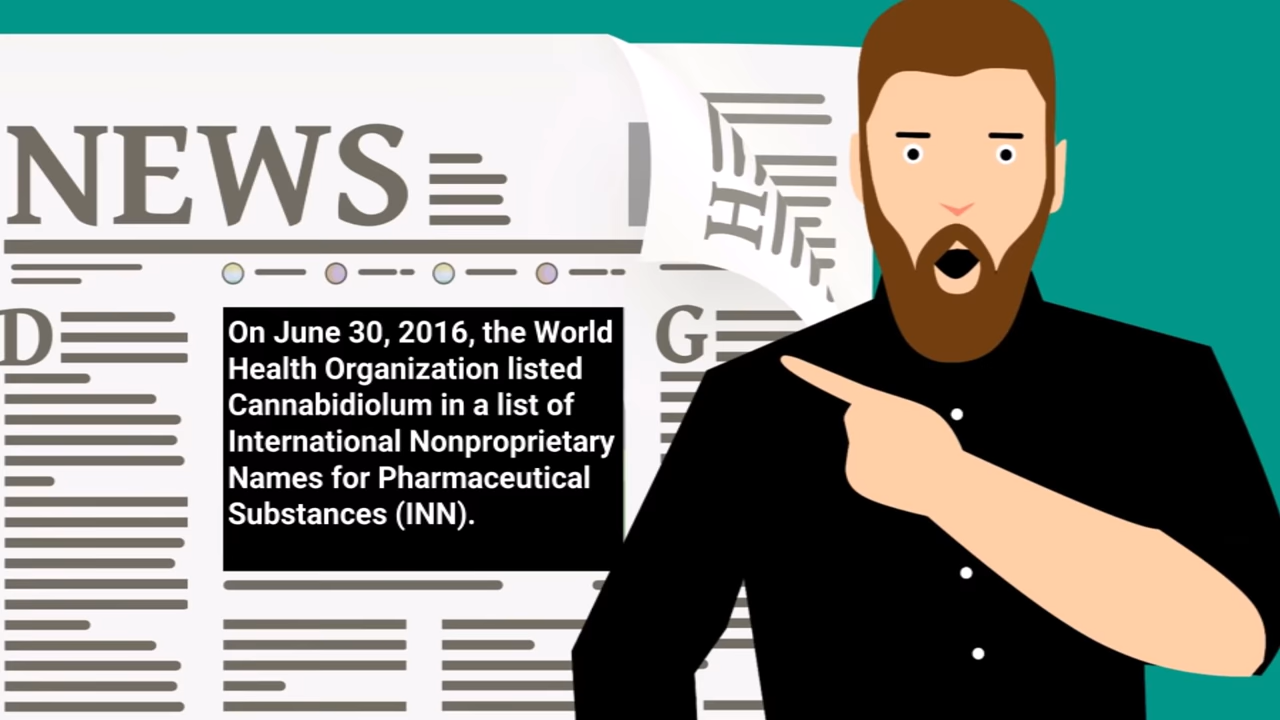 NEWS
H
D
On June 30, 2016, the World
Health Organization listed
Cannabidiolum in a list of
International Nonproprietary
Names for Pharmaceutical
Substances (INN).
G